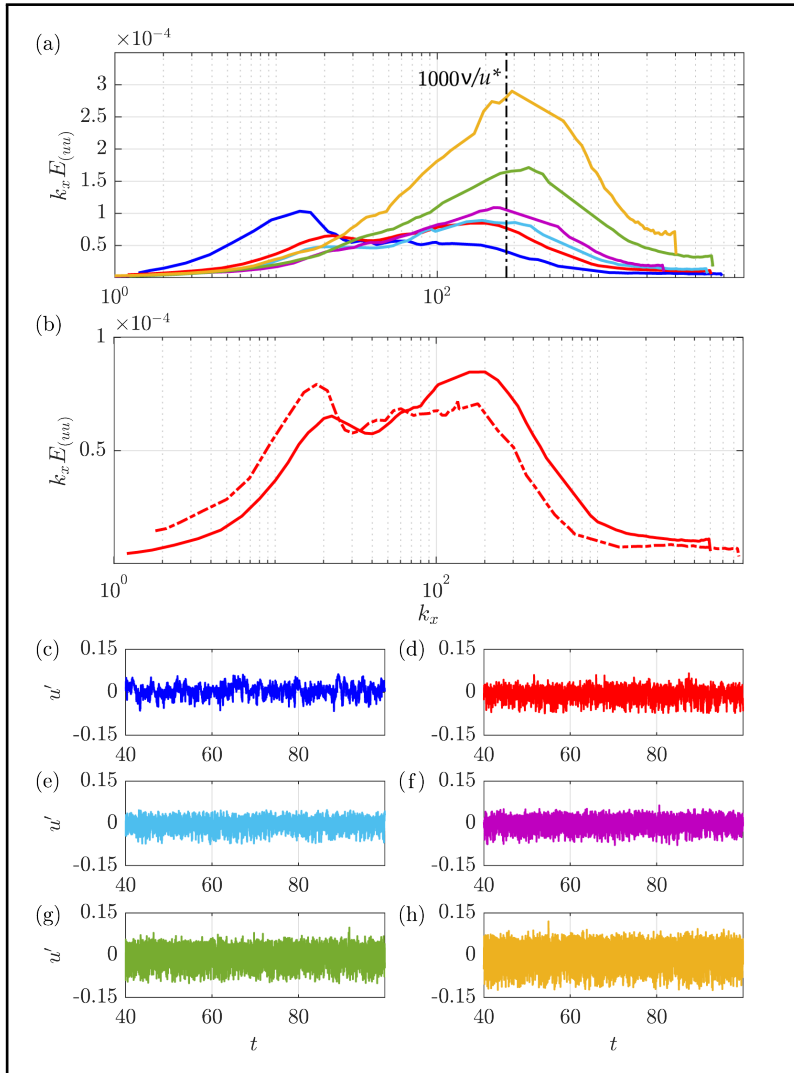 (a)
×10⁻⁴
1000ν/u*
3
2.5
2
1.5
1
0.5
k_x E_(uu)
10⁰
10²
(b)
×10⁻⁴
1
0.5
k_x E_(uu)
10⁰
10²
k_x
(c)
0.15
0
-0.15
u′
40
60
80
(d)
0.15
0
-0.15
40
60
80
(e)
0.15
0
-0.15
u′
40
60
80
(f)
0.15
0
-0.15
u′
40
60
80
(g)
0.15
0
-0.15
u′
40
60
80
t
(h)
0.15
0
-0.15
u′
40
60
80
t